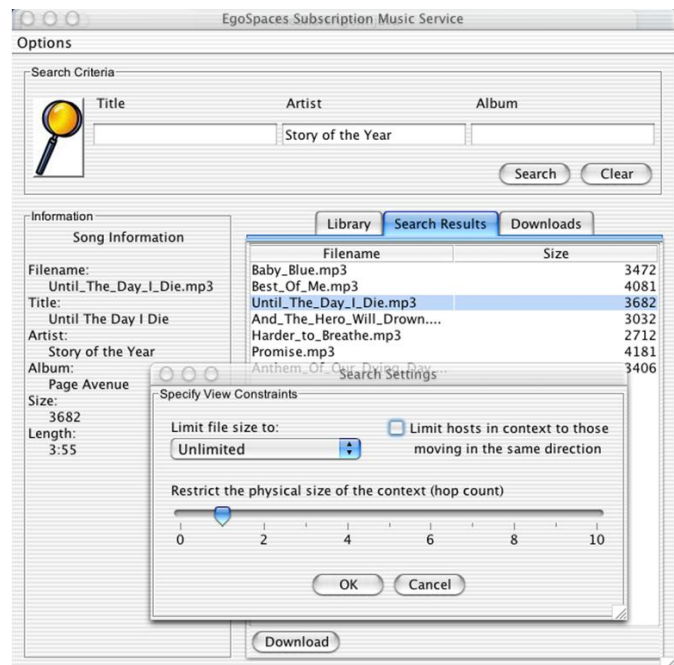 EgoSpaces Subscription Music Service
Options
Search Criteria
Title Artist Album
Story of the Year
Search Clear
Information
Song Information
Filename:
Until_The_Day_I_Die.mp3
Title:
Until The Day I Die
Artist:
Story of the Year
Album:
Page Avenue
Size:
3682
Length:
3:55
Library Search Results Downloads
Filename Size
Baby_Blue.mp3 3472
Best_Of_Me.mp3 4081
Until_The_Day_I_Die.mp3 3682
And_The_Hero_Will_Drown.... 3032
Harder_to_Breathe.mp3 2712
Promise.mp3 4181
Anthem_Of_Our_Dying_Day.... 3406
Search Settings
Specify View Constraints
Limit file size to:
Unlimited
Limit hosts in context to those
moving in the same direction
Restrict the physical size of the context (hop count)
0 2 4 6 8 10
OK Cancel
Download